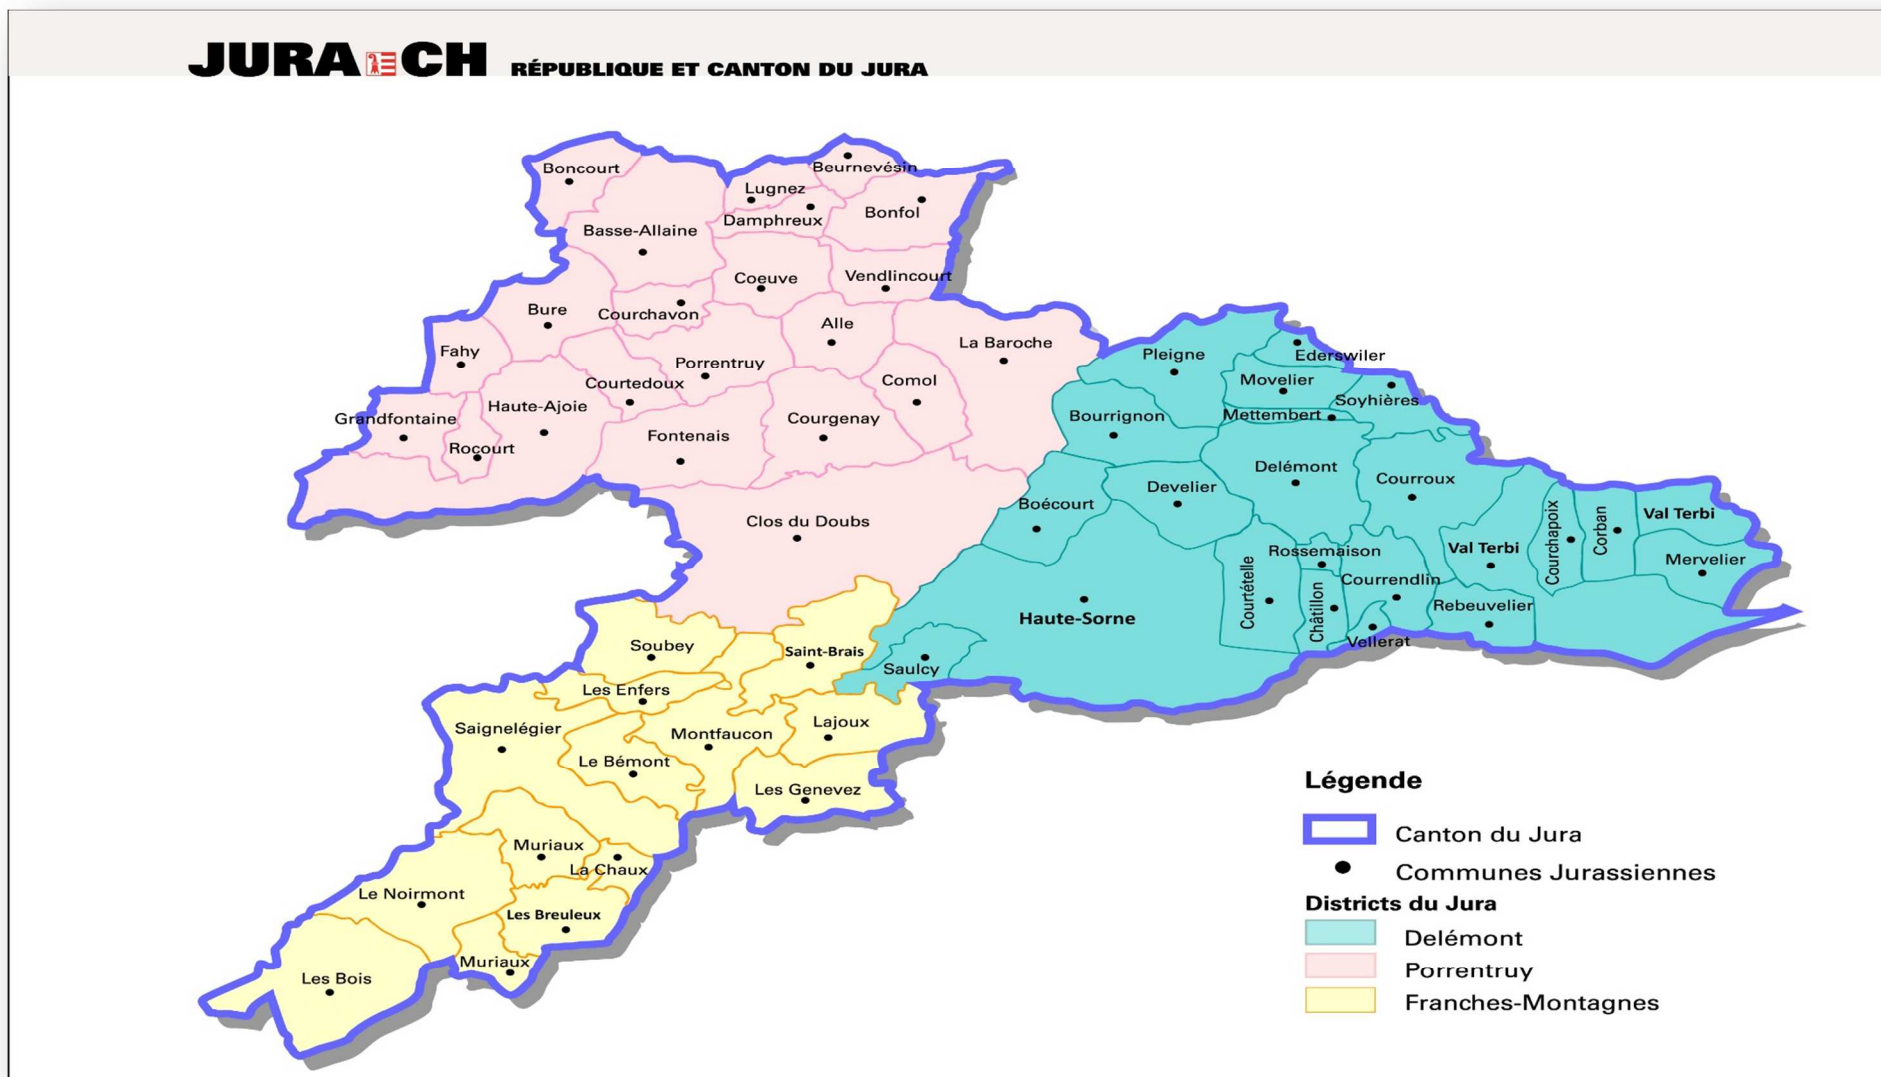 JURA CH RÉPUBLIQUE ET CANTON DU JURA
Boncourt
Beurnevésin
Lugnez
Damphreux
Bonfol
Basse-Allaine
Coeuve
Vendlincourt
Bure
Courchavon
Alle
La Baroche
Fahy
Porrentruy
Courtedoux
Comol
Haute-Ajoie
Grandfontaine
Rocourt
Fontenais
Courgenay
Clos du Doubs
Pleigne
Ederswiler
Movelier
Soyhières
Bourrignon
Mettembert
Delémont
Courroux
Develier
Boécourt
Courchapoix
Corban
Val Terbi
Val Terbi
Mervelier
Rossemaison
Courtételle
Châtillon
Courrendlin
Rebeuvelier
Haute-Sorne
Vellerat
Saulcy
Soubey
Saint-Brais
Les Enfers
Saignelégier
Montfaucon
Lajoux
Le Bémont
Les Genevez
Muriaux
La Chaux
Le Noirmont
Les Breuleux
Muriaux
Les Bois
Légende
Canton du Jura
Communes Jurassiennes
Districts du Jura
Delémont
Porrentruy
Franches-Montagnes